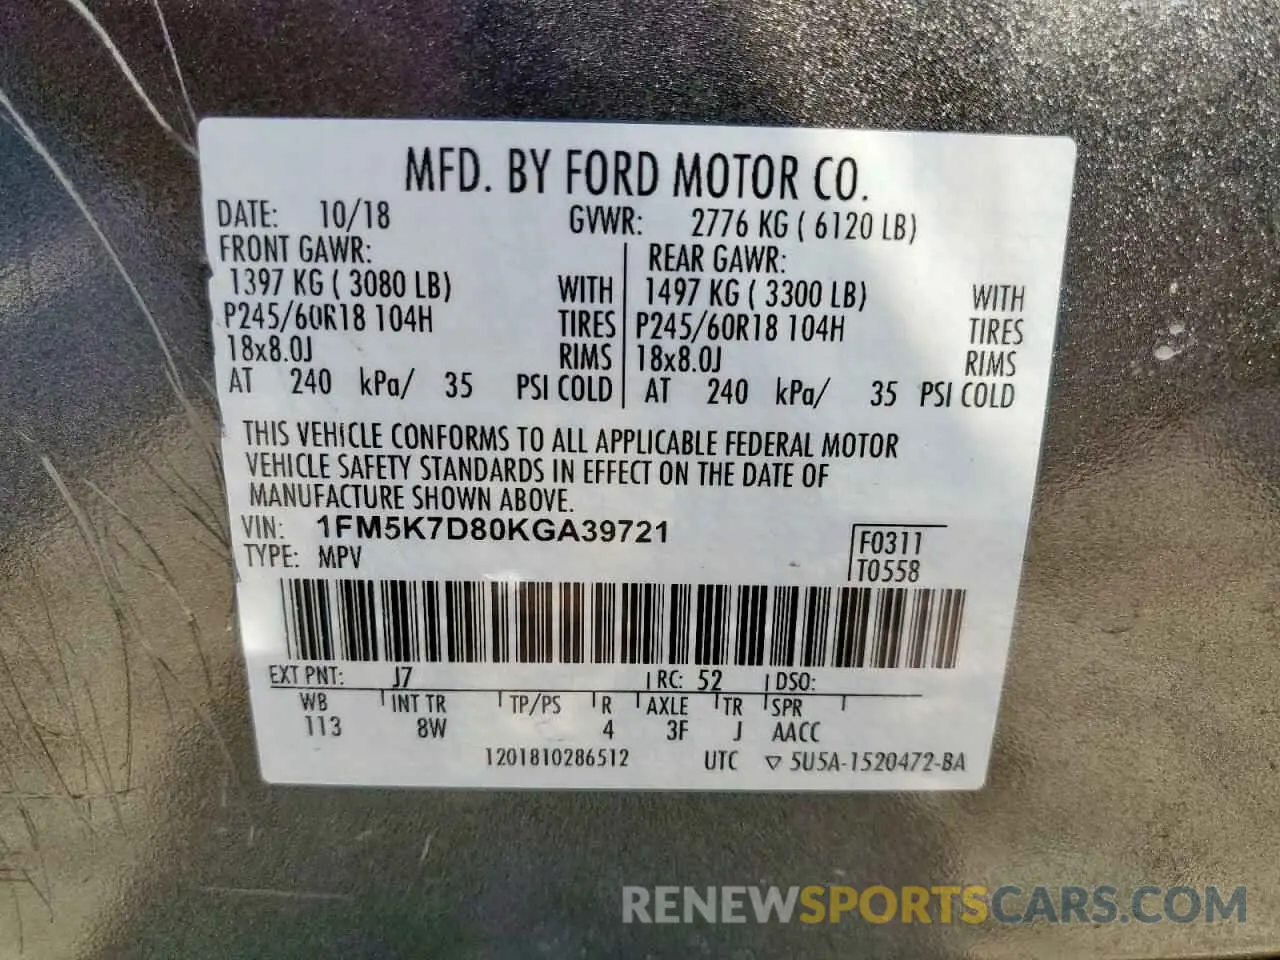 MFD. BY FORD MOTOR CO.
DATE: 10/18 GVWR: 2776 KG ( 6120 LB)
FRONT GAWR: REAR GAWR:
1397 KG ( 3080 LB) WITH 1497 KG ( 3300 LB) WITH
P245/60R18 104H TIRES P245/60R18 104H TIRES
18x8.0J RIMS 18x8.0J RIMS
AT 240 kPa/ 35 PSI COLD AT 240 kPa/ 35 PSI COLD
THIS VEHICLE CONFORMS TO ALL APPLICABLE FEDERAL MOTOR
VEHICLE SAFETY STANDARDS IN EFFECT ON THE DATE OF
MANUFACTURE SHOWN ABOVE.
VIN: 1FM5K7D80KGA39721 F0311
TYPE: MPV T0558
EXT PNT: J7 RC: 52 DSO:
WB INT TR TP/PS R AXLE TR SPR
113 8W 4 3F J AACC
1201810286512 UTC ▽ 5U5A-1520472-BA
RENEWSPORTSCARS.COM